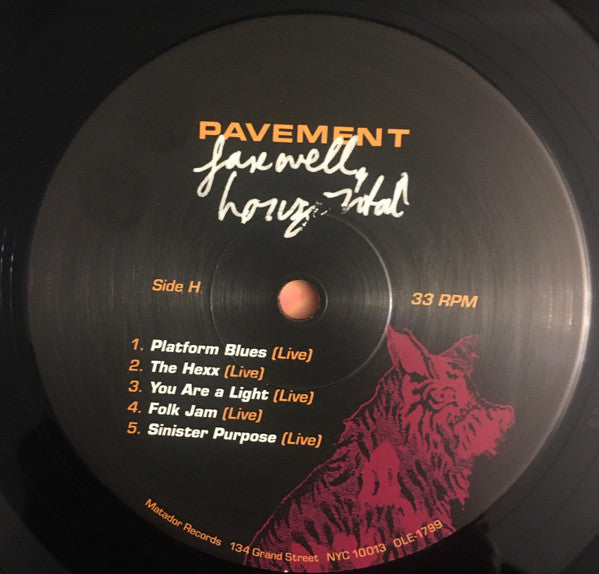 PAVEMENT
farewell,
horizontal
Side H
33 RPM
1. Platform Blues (Live)
2. The Hexx (Live)
3. You Are a Light (Live)
4. Folk Jam (Live)
5. Sinister Purpose (Live)
Matador Records 134 Grand Street NYC 10013 OLE-1799